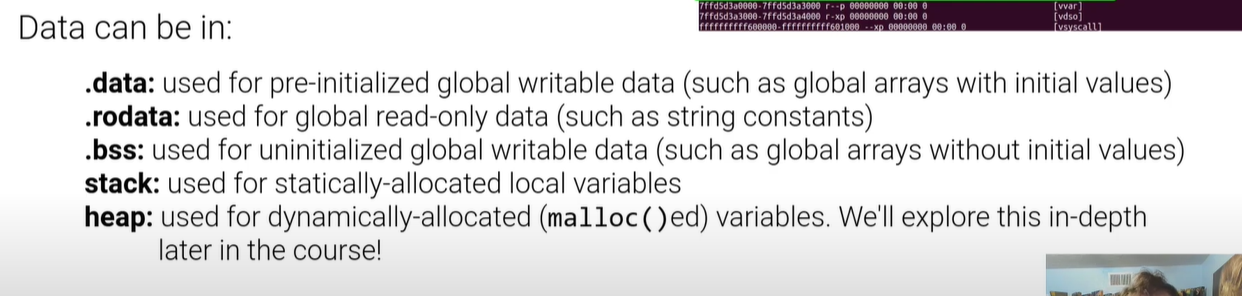 7ffd5d3a0000-7ffd5d3a3000 r--p 00000000 00:00 0 [vvar]
7ffd5d3a3000-7ffd5d3a4000 r-xp 00000000 00:00 0 [vdso]
ffffffffff600000-ffffffffff601000 --xp 00000000 00:00 0 [vsyscall]
Data can be in:
.data: used for pre-initialized global writable data (such as global arrays with initial values)
.rodata: used for global read-only data (such as string constants)
.bss: used for uninitialized global writable data (such as global arrays without initial values)
stack: used for statically-allocated local variables
heap: used for dynamically-allocated (malloc()ed) variables. We'll explore this in-depth
later in the course!